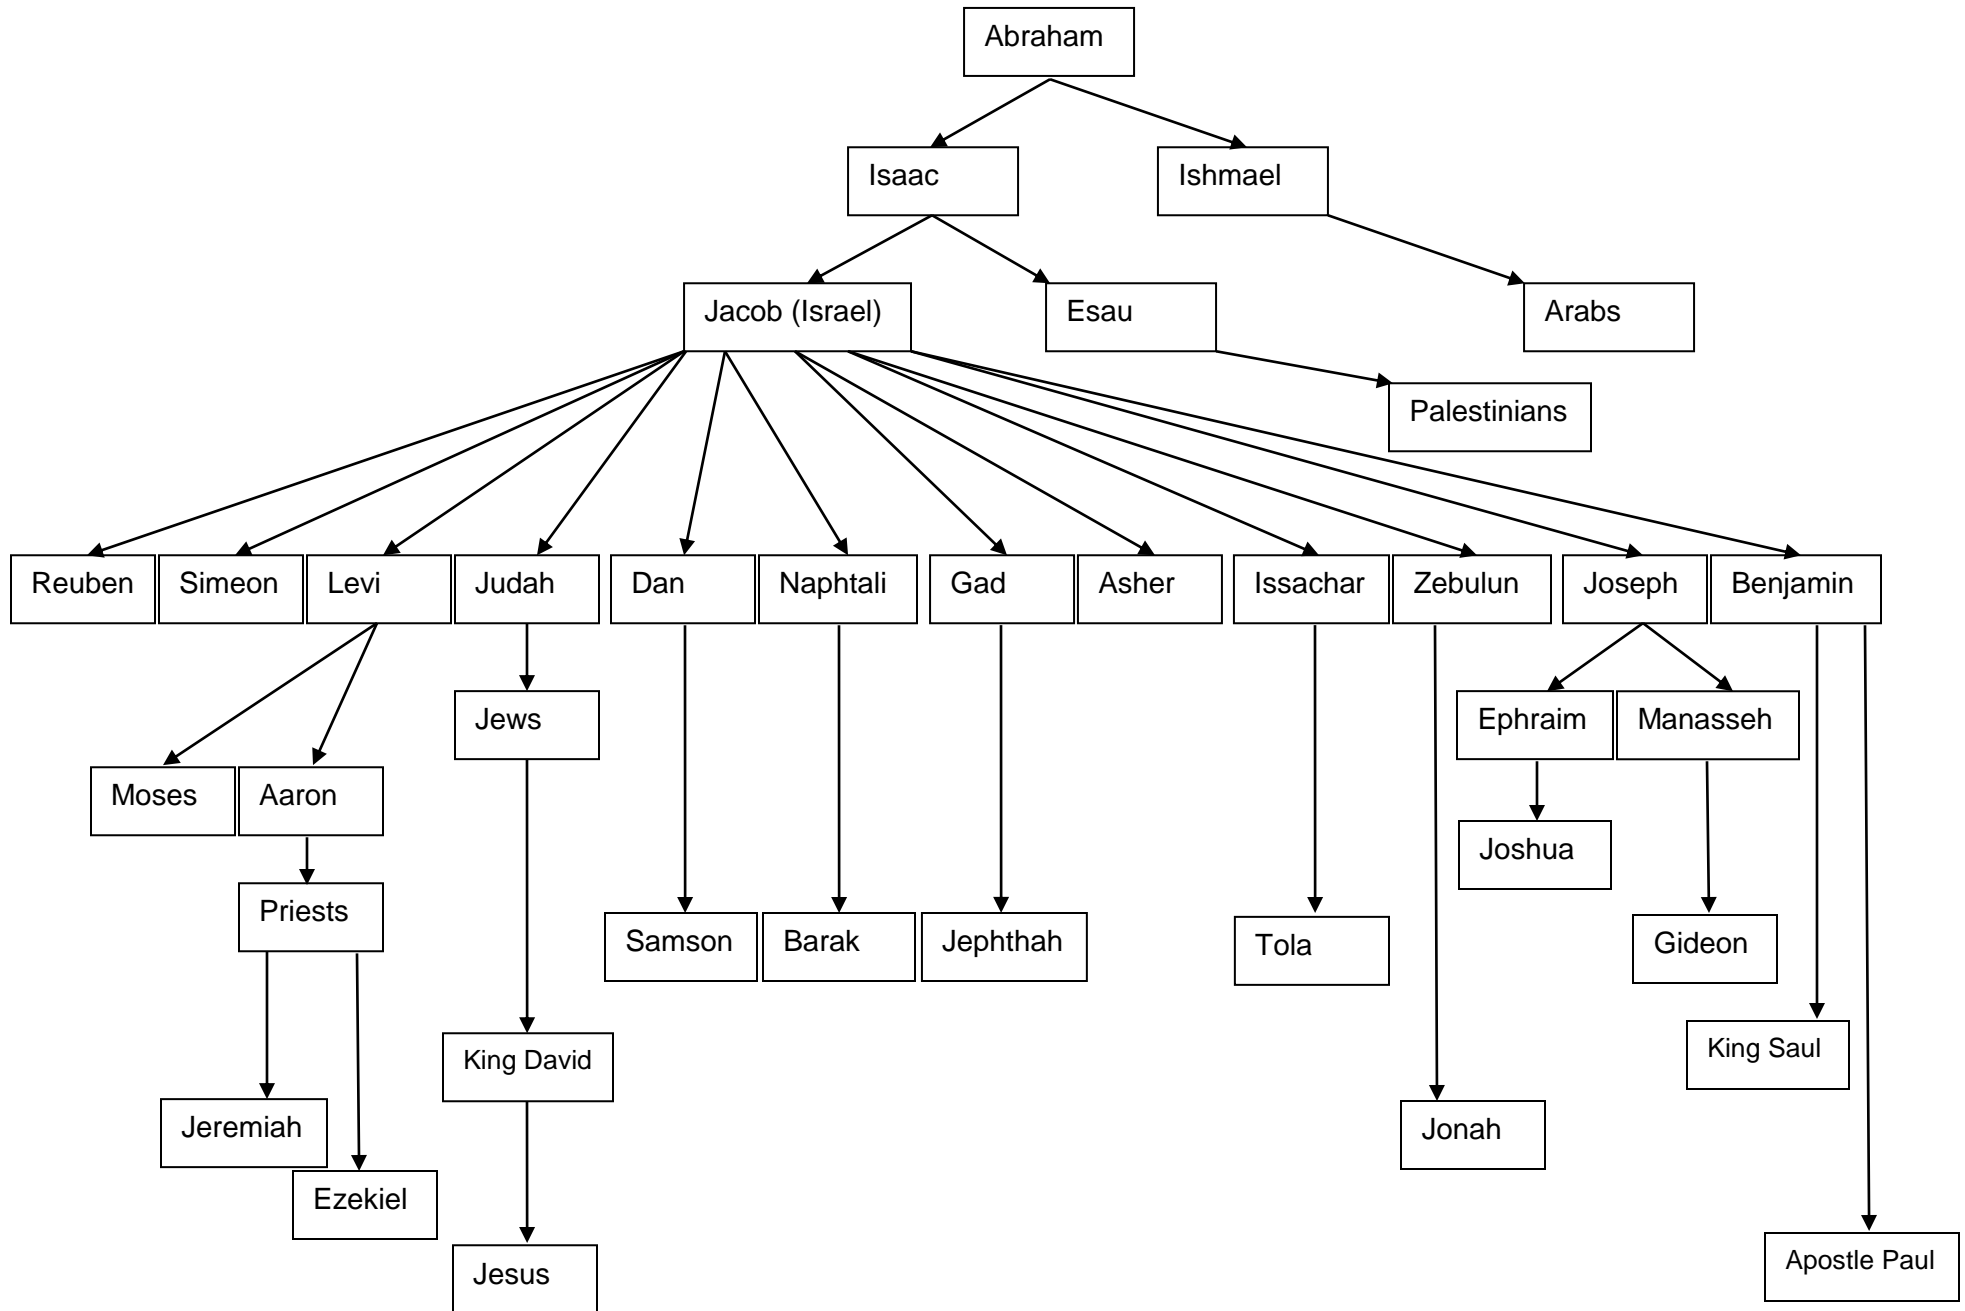 Abraham
Isaac
Ishmael
Jacob (Israel)
Esau
Arabs
Palestinians
Reuben
Simeon
Levi
Judah
Dan
Naphtali
Gad
Asher
Issachar
Zebulun
Joseph
Benjamin
Jews
Ephraim
Manasseh
Moses
Aaron
Joshua
Priests
Samson
Barak
Jephthah
Tola
Gideon
King David
King Saul
Jeremiah
Jonah
Ezekiel
Jesus
Apostle Paul